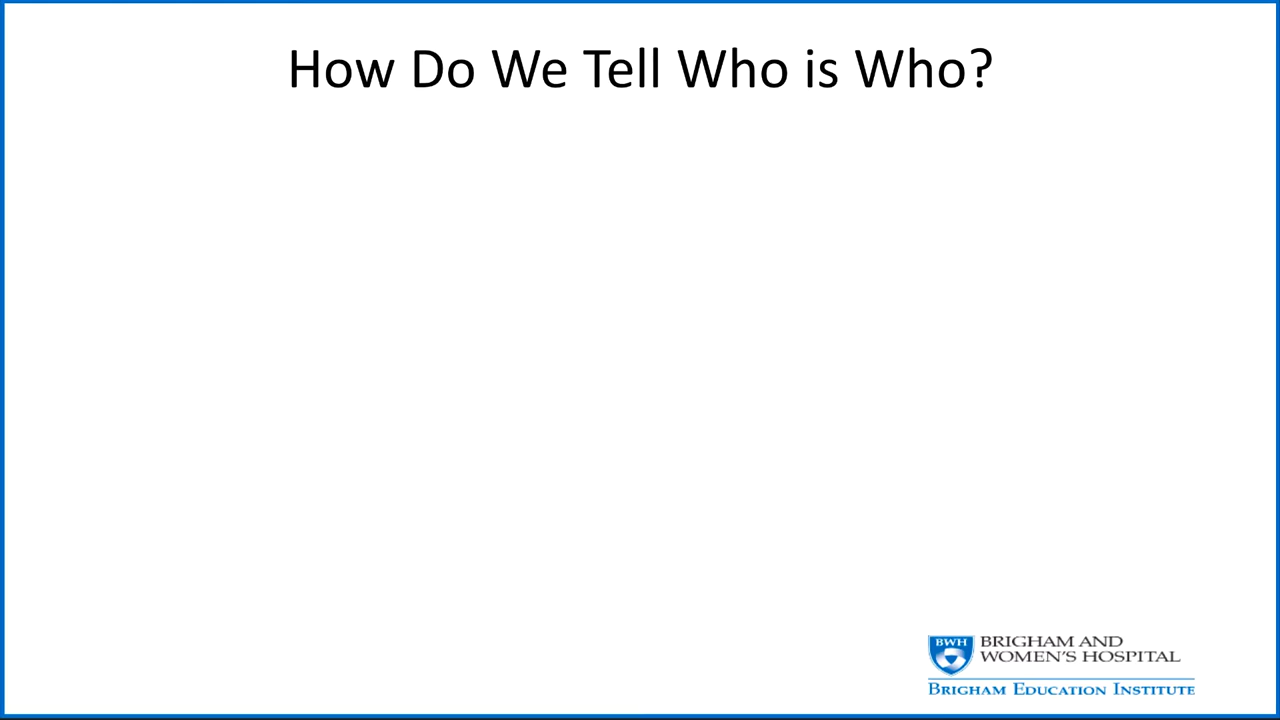 How Do We Tell Who is Who?
BWH
BRIGHAM AND
WOMEN'S HOSPITAL
BRIGHAM EDUCATION INSTITUTE